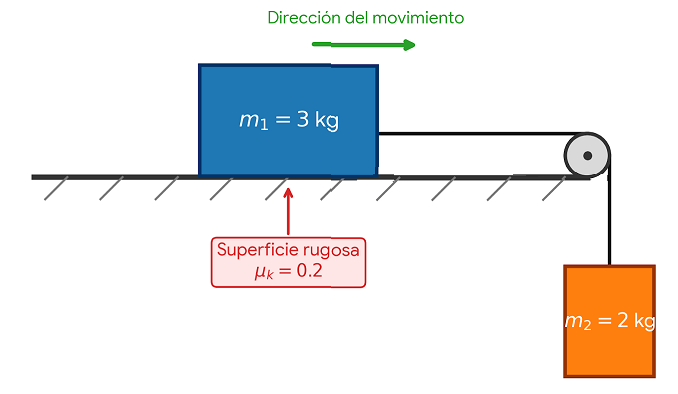 Dirección del movimiento
m₁ = 3 kg
Superficie rugosa
μₖ = 0.2
m₂ = 2 kg